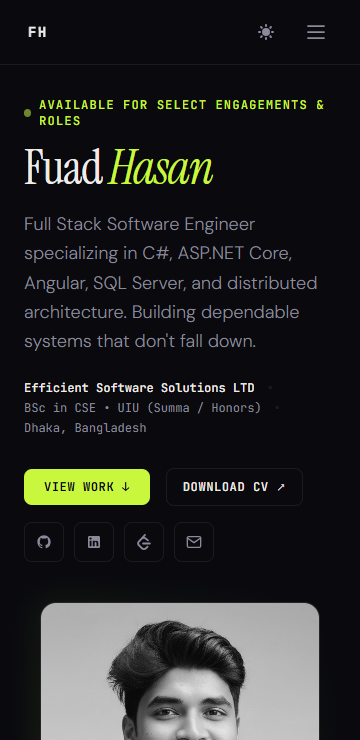 FH
AVAILABLE FOR SELECT ENGAGEMENTS &
ROLES
Fuad Hasan
Full Stack Software Engineer
specializing in C#, ASP.NET Core,
Angular, SQL Server, and distributed
architecture. Building dependable
systems that don't fall down.
Efficient Software Solutions LTD •
BSc in CSE • UIU (Summa / Honors) •
Dhaka, Bangladesh
VIEW WORK ↓
DOWNLOAD CV ↗